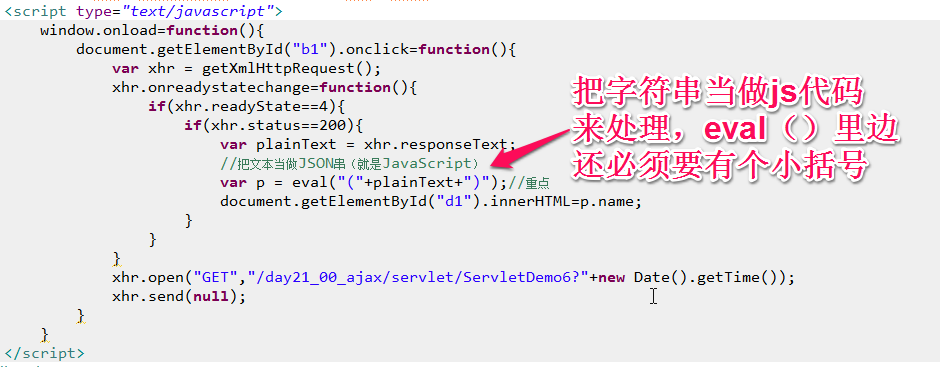 <script type="text/javascript">
window.onload=function(){
document.getElementById("b1").onclick=function(){
var xhr = getXmlHttpRequest();
xhr.onreadystatechange=function(){
if(xhr.readyState==4){
if(xhr.status==200){
var plainText = xhr.responseText;
//把文本当做JSON串（就是JavaScript）
var p = eval("("+plainText+")");//重点
document.getElementById("d1").innerHTML=p.name;
}
}
}
xhr.open("GET","/day21_00_ajax/servlet/ServletDemo6?"+new Date().getTime());
xhr.send(null);
}
}
</script>
把字符串当做js代码
来处理，eval（）里边
还必须要有个小括号